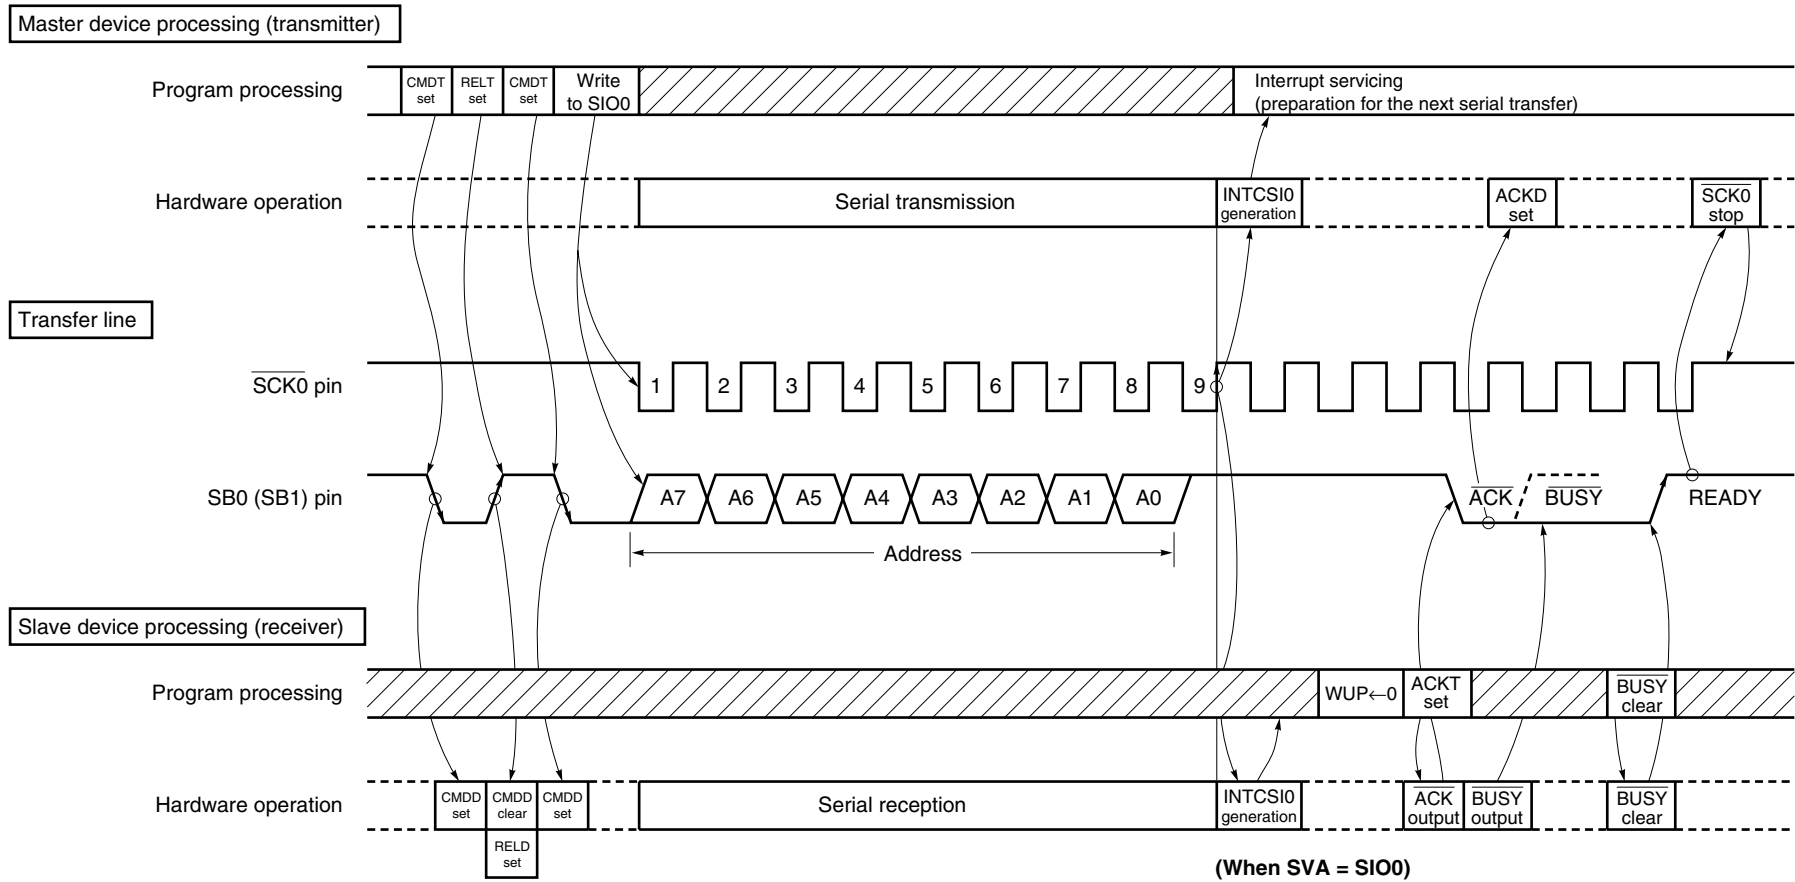 Master device processing (transmitter)
Program processing
CMDT
set
RELT
set
CMDT
set
Write
to SIO0
Interrupt servicing
(preparation for the next serial transfer)
Hardware operation
Serial transmission
INTCSI0
generation
ACKD
set
SCK0
stop
Transfer line
SCK0 pin
1 2 3 4 5 6 7 8 9
SB0 (SB1) pin
A7 A6 A5 A4 A3 A2 A1 A0
ACK BUSY READY
Address
Slave device processing (receiver)
Program processing
WUP←0
ACKT
set
BUSY
clear
Hardware operation
CMDD
set
CMDD
clear
CMDD
set
RELD
set
Serial reception
INTCSI0
generation
ACK
output
BUSY
output
BUSY
clear
(When SVA = SIO0)